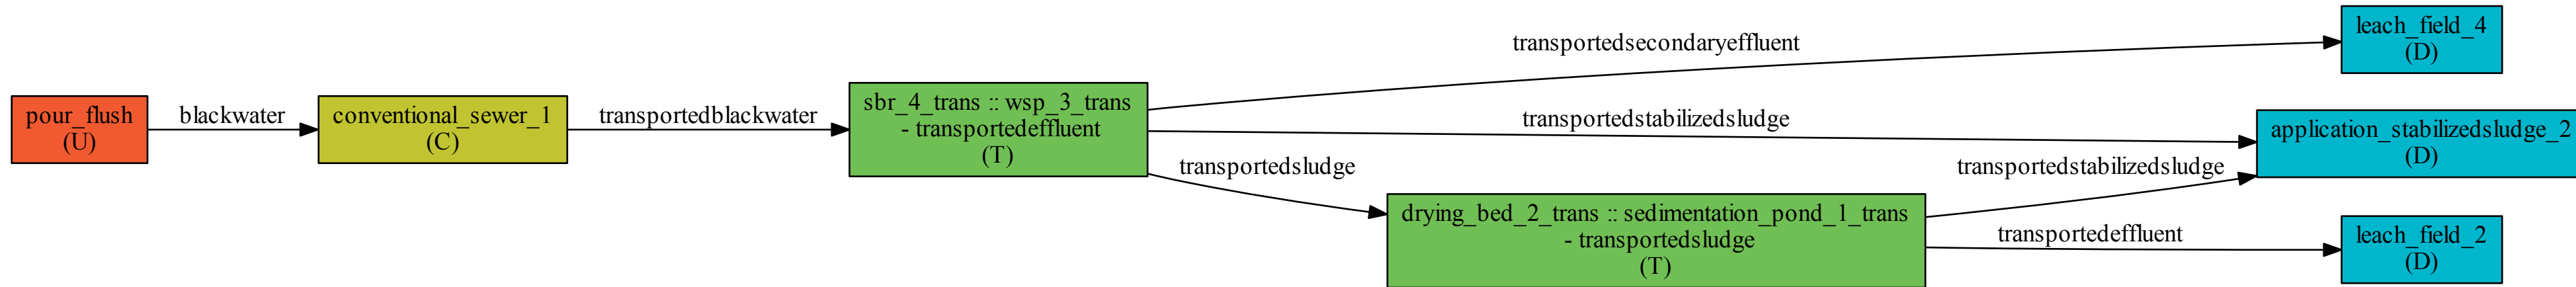 pour_flush
(U)
blackwater
conventional_sewer_1
(C)
transportedblackwater
sbr_4_trans :: wsp_3_trans
- transportedeffluent
(T)
transportedsecondaryeffluent
transportedstabilizedsludge
transportedsludge
drying_bed_2_trans :: sedimentation_pond_1_trans
- transportedsludge
(T)
transportedstabilizedsludge
transportedeffluent
leach_field_4
(D)
application_stabilizedsludge_2
(D)
leach_field_2
(D)